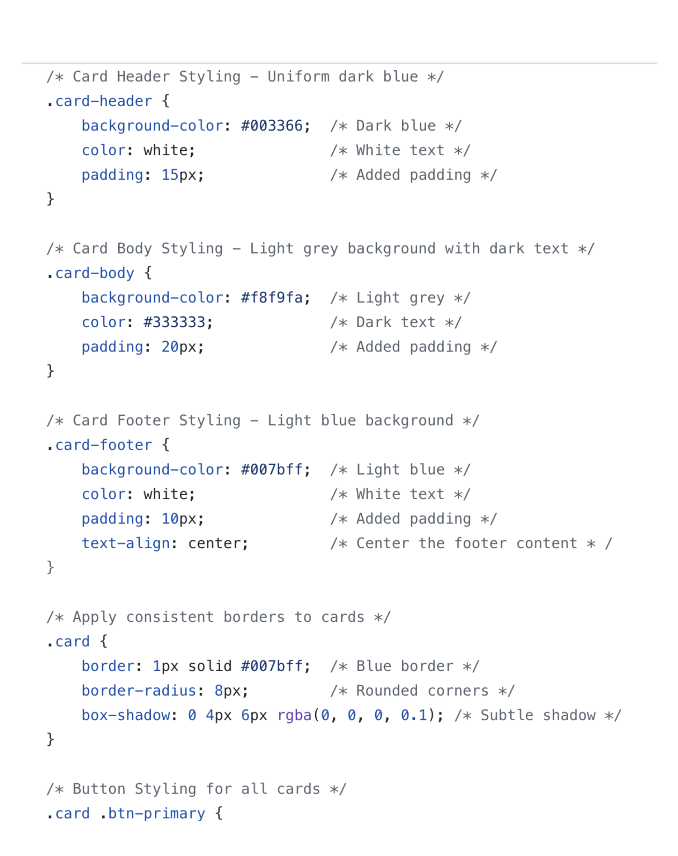 /* Card Header Styling – Uniform dark blue */
.card-header {
    background-color: #003366;  /* Dark blue */
    color: white;               /* White text */
    padding: 15px;              /* Added padding */
}

/* Card Body Styling – Light grey background with dark text */
.card-body {
    background-color: #f8f9fa;  /* Light grey */
    color: #333333;             /* Dark text */
    padding: 20px;              /* Added padding */
}

/* Card Footer Styling – Light blue background */
.card-footer {
    background-color: #007bff;  /* Light blue */
    color: white;               /* White text */
    padding: 10px;              /* Added padding */
    text-align: center;         /* Center the footer content * /
}

/* Apply consistent borders to cards */
.card {
    border: 1px solid #007bff;  /* Blue border */
    border-radius: 8px;         /* Rounded corners */
    box-shadow: 0 4px 6px rgba(0, 0, 0, 0.1); /* Subtle shadow */
}

/* Button Styling for all cards */
.card .btn-primary {